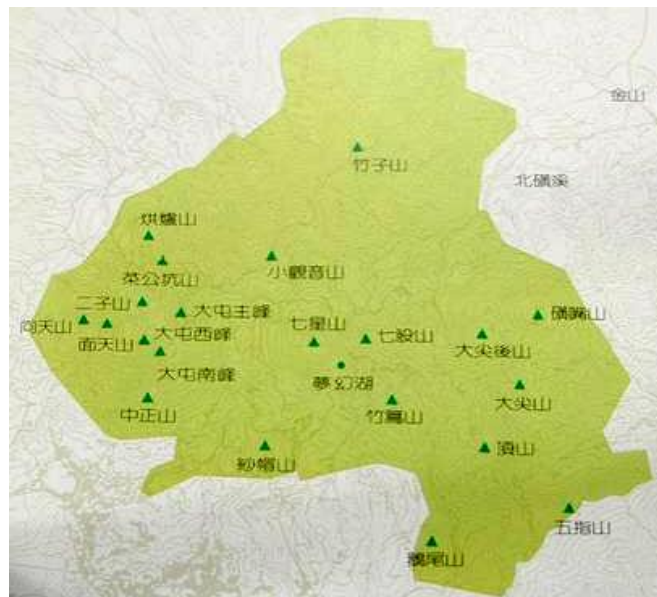 金山
竹子山
北磺溪
烘爐山
菜公坑山
小觀音山
二子山
大屯主峰
磺嘴山
向天山
面天山
大屯西峰
七星山
七股山
大尖後山
大屯南峰
夢幻湖
大尖山
中正山
竹篙山
紗帽山
頂山
五指山
鵝尾山